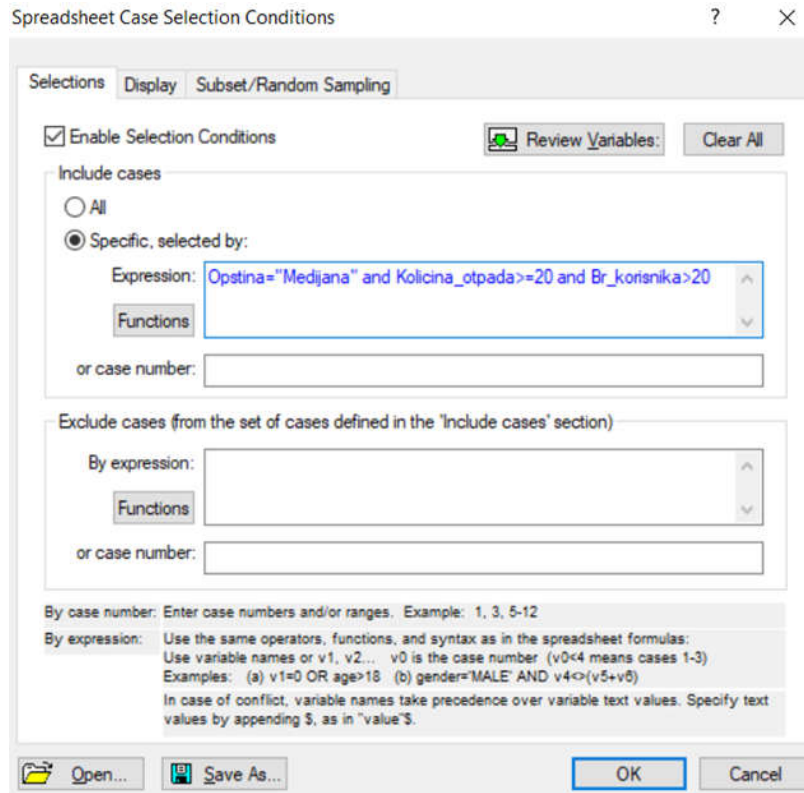 Spreadsheet Case Selection Conditions ? ×
Selections Display Subset/Random Sampling
Enable Selection Conditions Review Variables: Clear All
Include cases
All
Specific, selected by:
Expression: Opstina="Medijana" and Kolicina_otpada>=20 and Br_korisnika>20
Functions
or case number:
Exclude cases (from the set of cases defined in the 'Include cases' section)
By expression:
Functions
or case number:
By case number: Enter case numbers and/or ranges. Example: 1, 3, 5-12
By expression: Use the same operators, functions, and syntax as in the spreadsheet formulas:
Use variable names or v1, v2... v0 is the case number (v0<4 means cases 1-3)
Examples: (a) v1=0 OR age>18 (b) gender='MALE' AND v4<>(v5+v6)
In case of conflict, variable names take precedence over variable text values. Specify text
values by appending $, as in "value"$.
Open... Save As... OK Cancel